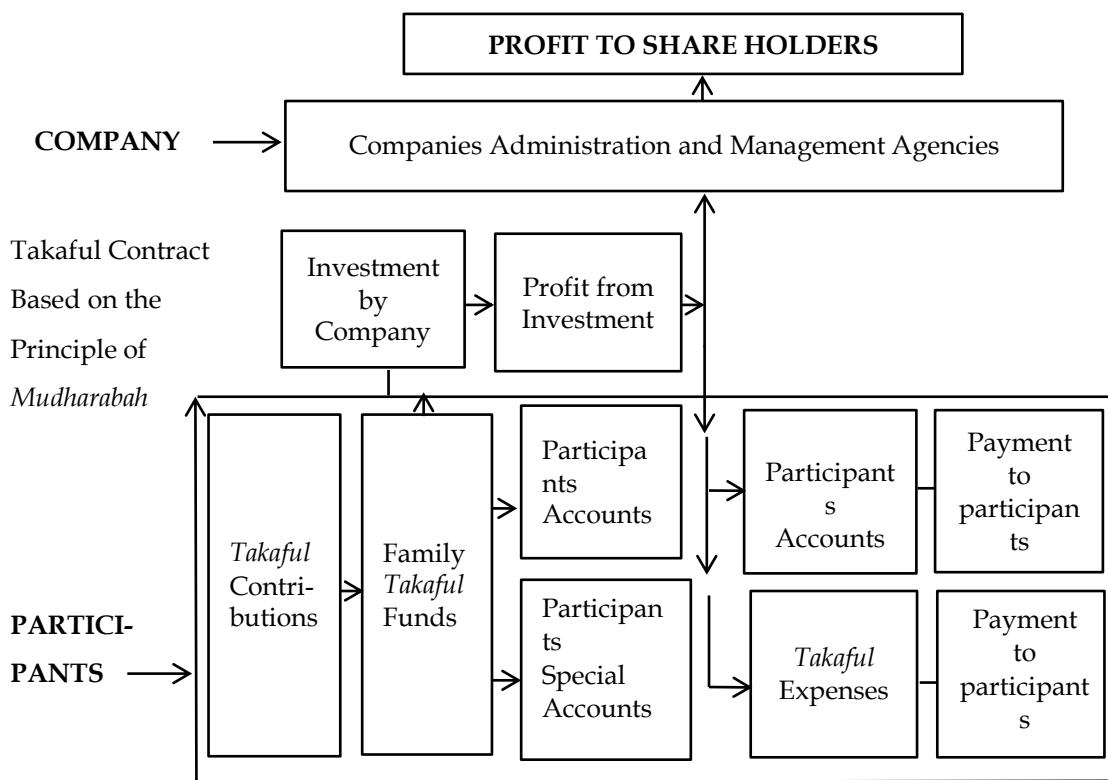 PROFIT TO SHARE HOLDERS
COMPANY
Companies Administration and Management Agencies
Takaful Contract
Based on the
Principle of
Mudharabah
Investment
by
Company
Profit from
Investment
Takaful
Contri-
butions
Family
Takaful
Funds
Participa
nts
Accounts
Participant
s
Accounts
Payment
to
participan
ts
PARTICI-
PANTS
Participa
nts
Special
Accounts
Takaful
Expenses
Payment
to
participant
s